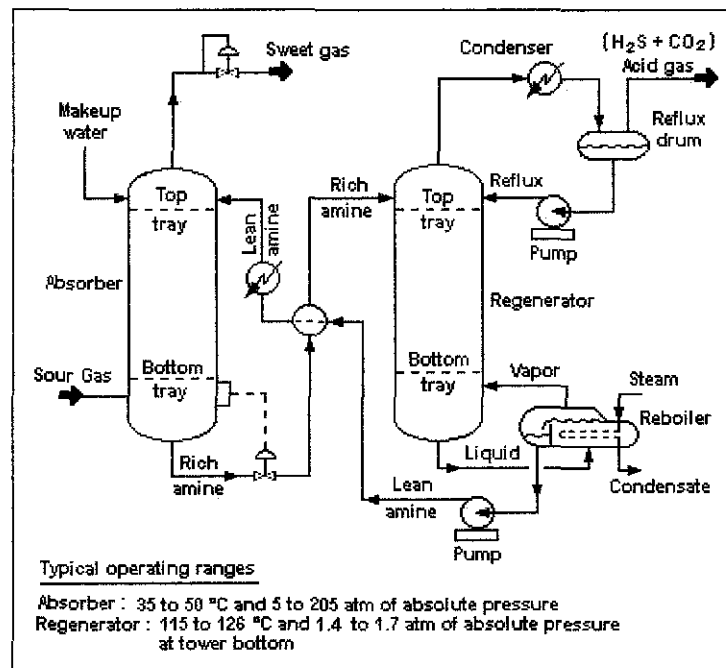 Sweet gas
Makeup
water
Condenser
(H₂S + CO₂)
Acid gas
Reflux
drum
Top
tray
Lean
amine
Rich
amine
Top
tray
Reflux
Pump
Absorber
Regenerator
Sour Gas
Bottom
tray
Bottom
tray
Vapor
Steam
Reboiler
Rich
amine
Liquid
Condensate
Lean
amine
Pump
Typical operating ranges
Absorber : 35 to 50 °C and 5 to 205 atm of absolute pressure
Regenerator : 115 to 126 °C and 1.4 to 1.7 atm of absolute pressure
at tower bottom